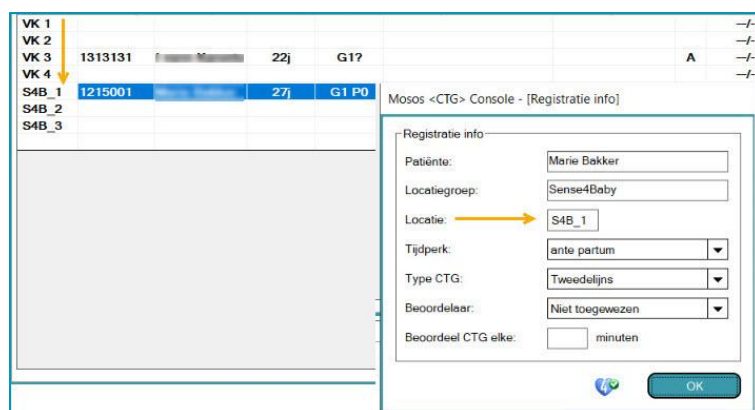 VK 1 --/-
VK 2 --/-
VK 3 1313131 22j G1? A --/-
VK 4 --/-
S4B_1 1215001 27j G1 P0
S4B_2
S4B_3
Mosos <CTG> Console - [Registratie info]
Registratie info
Patiënte: Marie Bakker
Locatiegroep: Sense4Baby
Locatie: S4B_1
Tijdperk: ante partum
Type CTG: Tweedelijns
Beoordelaar: Niet toegewezen
Beoordeel CTG elke: minuten
OK